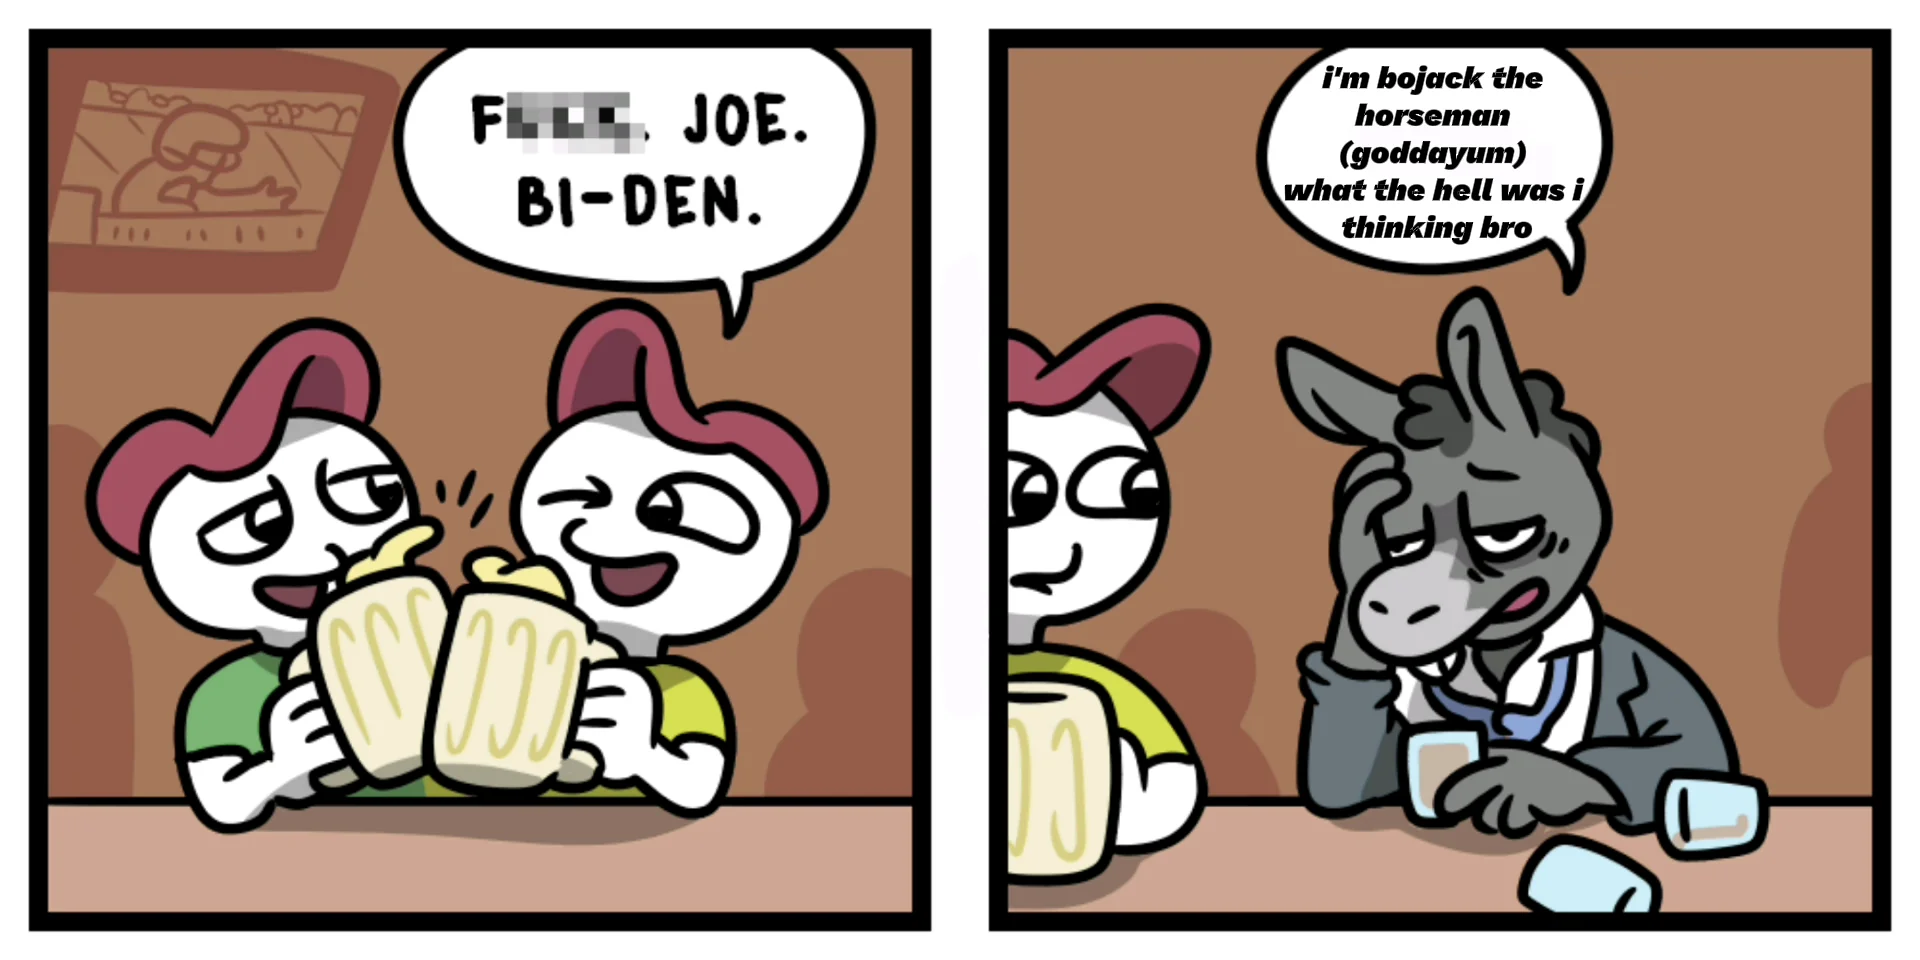 F JOE.
BI-DEN.
i'm bojack the
horseman
(goddayum)
what the hell was i
thinking bro